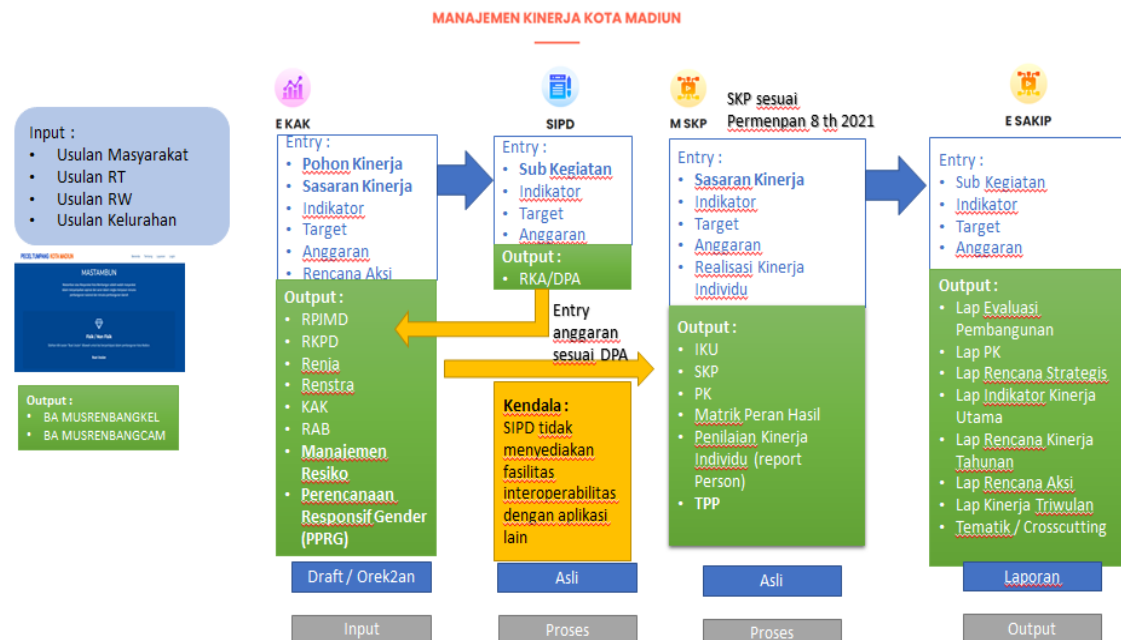 MANAJEMEN KINERJA KOTA MADIUN
Input :
• Usulan Masyarakat
• Usulan RT
• Usulan RW
• Usulan Kelurahan
PECEL TUMPANG KOTA MADIUN
MASTAMBUN
Output :
• BA MUSRENBANGKEL
• BA MUSRENBANGCAM
E KAK
Entry :
• Pohon Kinerja
• Sasaran Kinerja
• Indikator
• Target
• Anggaran
• Rencana Aksi
Output :
• RPJMD
• RKPD
• Renja
• Renstra
• KAK
• RAB
• Manajemen
Resiko
• Perencanaan
Responsif Gender
(PPRG)
Draft / Orek2an
Input
SIPD
Entry :
• Sub Kegiatan
• Indikator
• Target
• Anggaran
Output :
• RKA/DPA
Entry
anggaran
sesuai DPA
Kendala :
SIPD tidak
menyediakan
fasilitas
interoperabilitas
dengan aplikasi
lain
Asli
Proses
M SKP
SKP sesuai
Permenpan 8 th 2021
Entry :
• Sasaran Kinerja
• Indikator
• Target
• Anggaran
• Realisasi Kinerja
Individu
Output :
• IKU
• SKP
• PK
• Matrik Peran Hasil
• Penilaian Kinerja
Individu (report
Person)
• TPP
Asli
Proses
E SAKIP
Entry :
• Sub Kegiatan
• Indikator
• Target
• Anggaran
Output :
• Lap Evaluasi
Pembangunan
• Lap PK
• Lap Rencana Strategis
• Lap Indikator Kinerja
Utama
• Lap Rencana Kinerja
Tahunan
• Lap Rencana Aksi
• Lap Kinerja Triwulan
• Tematik / Crosscutting
Laporan
Output